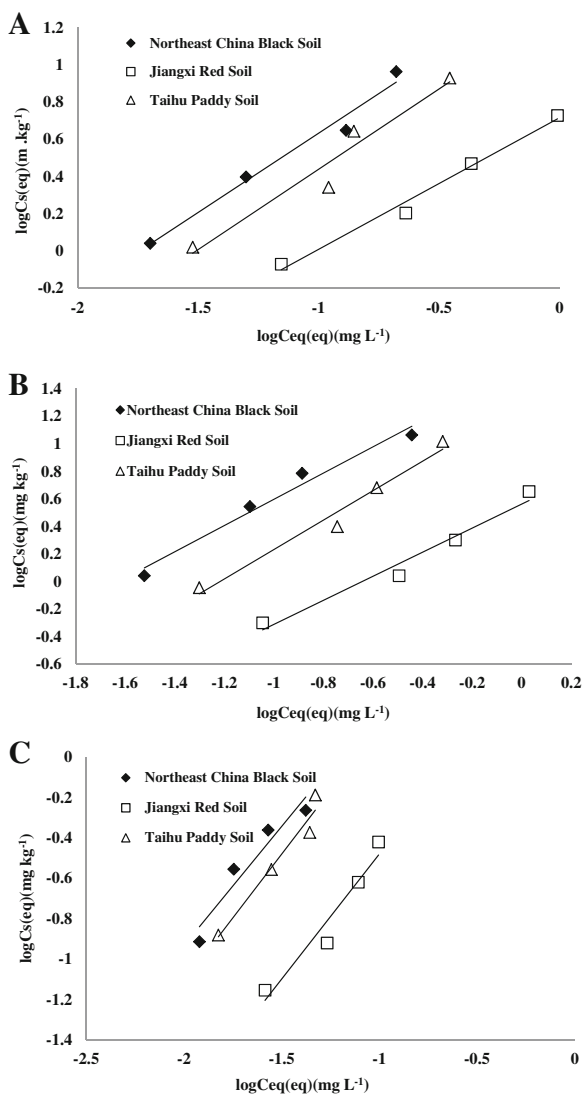 A
Northeast China Black Soil
Jiangxi Red Soil
Taihu Paddy Soil
logCs(eq)(m .kg-1)
1.2
1
0.8
0.6
0.4
0.2
0
-0.2
-2
-1.5
-1
-0.5
0
logCeq(eq)(mg L-1)
B
Northeast China Black Soil
Jiangxi Red Soil
Taihu Paddy Soil
logCs(eq)(mg kg-1)
1.4
1.2
1
0.8
0.6
0.4
0.2
0
-0.2
-0.4
-0.6
-1.8
-1.6
-1.4
-1.2
-1
-0.8
-0.6
-0.4
-0.2
0
0.2
logCeq(eq)(mg L-1)
C
Northeast China Black Soil
Jiangxi Red Soil
Taihu Paddy Soil
logCs(eq)(mg kg-1)
0
-0.2
-0.4
-0.6
-0.8
-1
-1.2
-1.4
-2.5
-2
-1.5
-1
-0.5
0
logCeq(eq)(mg L-1)